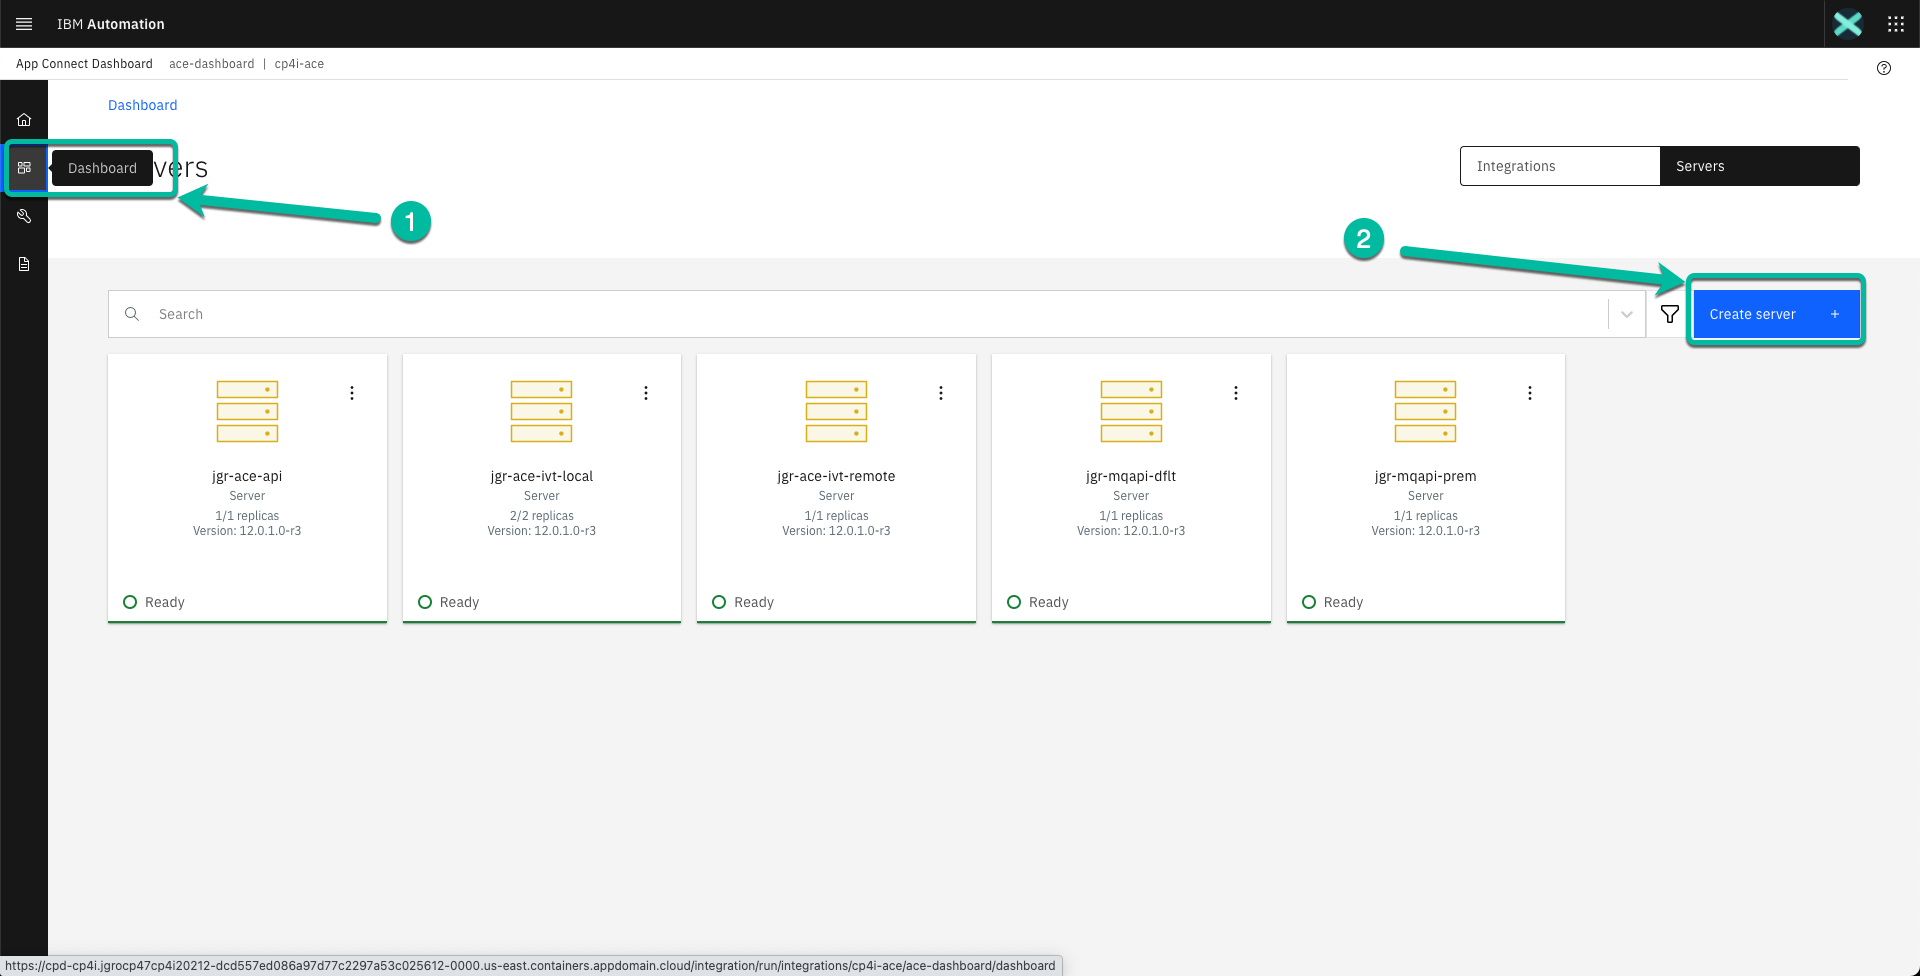 IBM Automation
App Connect Dashboard ace-dashboard | cp4i-ace
Dashboard
Dashboard
vers
Integrations
Servers
1
2
Search
Create server +
jgr-ace-api
Server
1/1 replicas
Version: 12.0.1.0-r3
Ready
jgr-ace-ivt-local
Server
2/2 replicas
Version: 12.0.1.0-r3
Ready
jgr-ace-ivt-remote
Server
1/1 replicas
Version: 12.0.1.0-r3
Ready
jgr-mqapi-dflt
Server
1/1 replicas
Version: 12.0.1.0-r3
Ready
jgr-mqapi-prem
Server
1/1 replicas
Version: 12.0.1.0-r3
Ready
https://cpd-cp4i.jgrocp47cp4i20212-dcd557ed086a97d77c2297a53c025612-0000.us-east.containers.appdomain.cloud/integration/run/integrations/cp4i-ace/ace-dashboard/dashboard